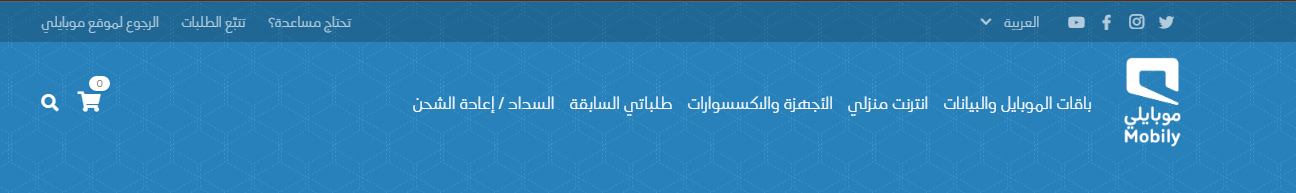 العربية
تحتاج مساعدة؟
تتبّع الطلبات
الرجوع لموقع موبايلي
موبايلي
Mobily
باقات الموبايل والبيانات
انترنت منزلي
الأجهزة والاكسسوارات
طلباتي السابقة
السداد / إعادة الشحن
0